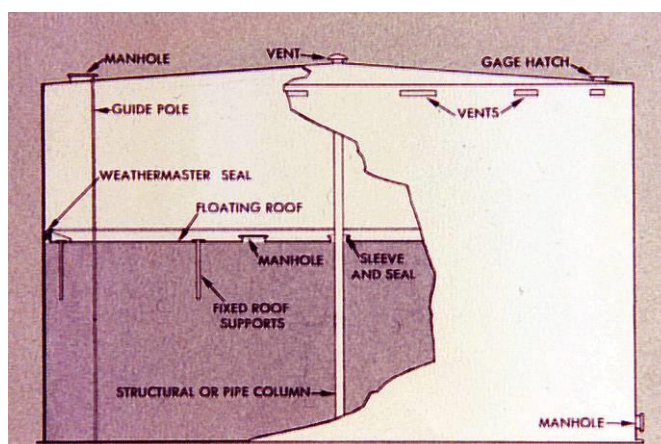 MANHOLE
VENT
GAGE HATCH
GUIDE POLE
VENTS
WEATHERMASTER SEAL
FLOATING ROOF
MANHOLE
SLEEVE
AND SEAL
FIXED ROOF
SUPPORTS
STRUCTURAL OR PIPE COLUMN
MANHOLE